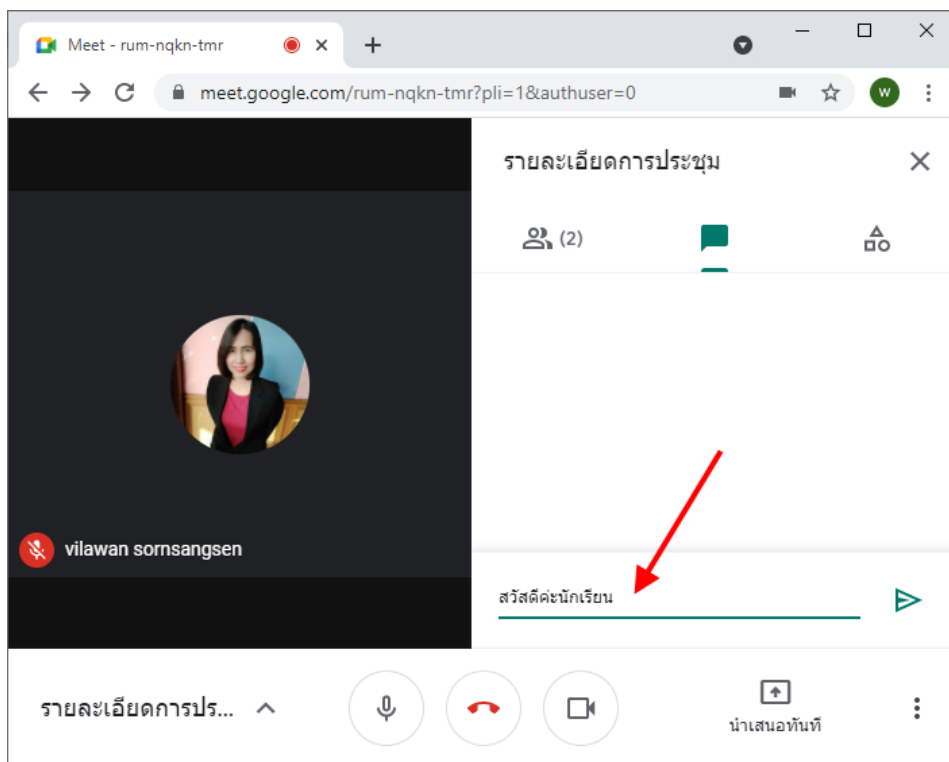 Meet - rum-nqkn-tmr
meet.google.com/rum-nqkn-tmr?pli=1&authuser=0
W
รายละเอียดการประชุม
(2)
vilawan sornsangsen
สวัสดีค่ะนักเรียน
รายละเอียดการปร...
นำเสนอทันที